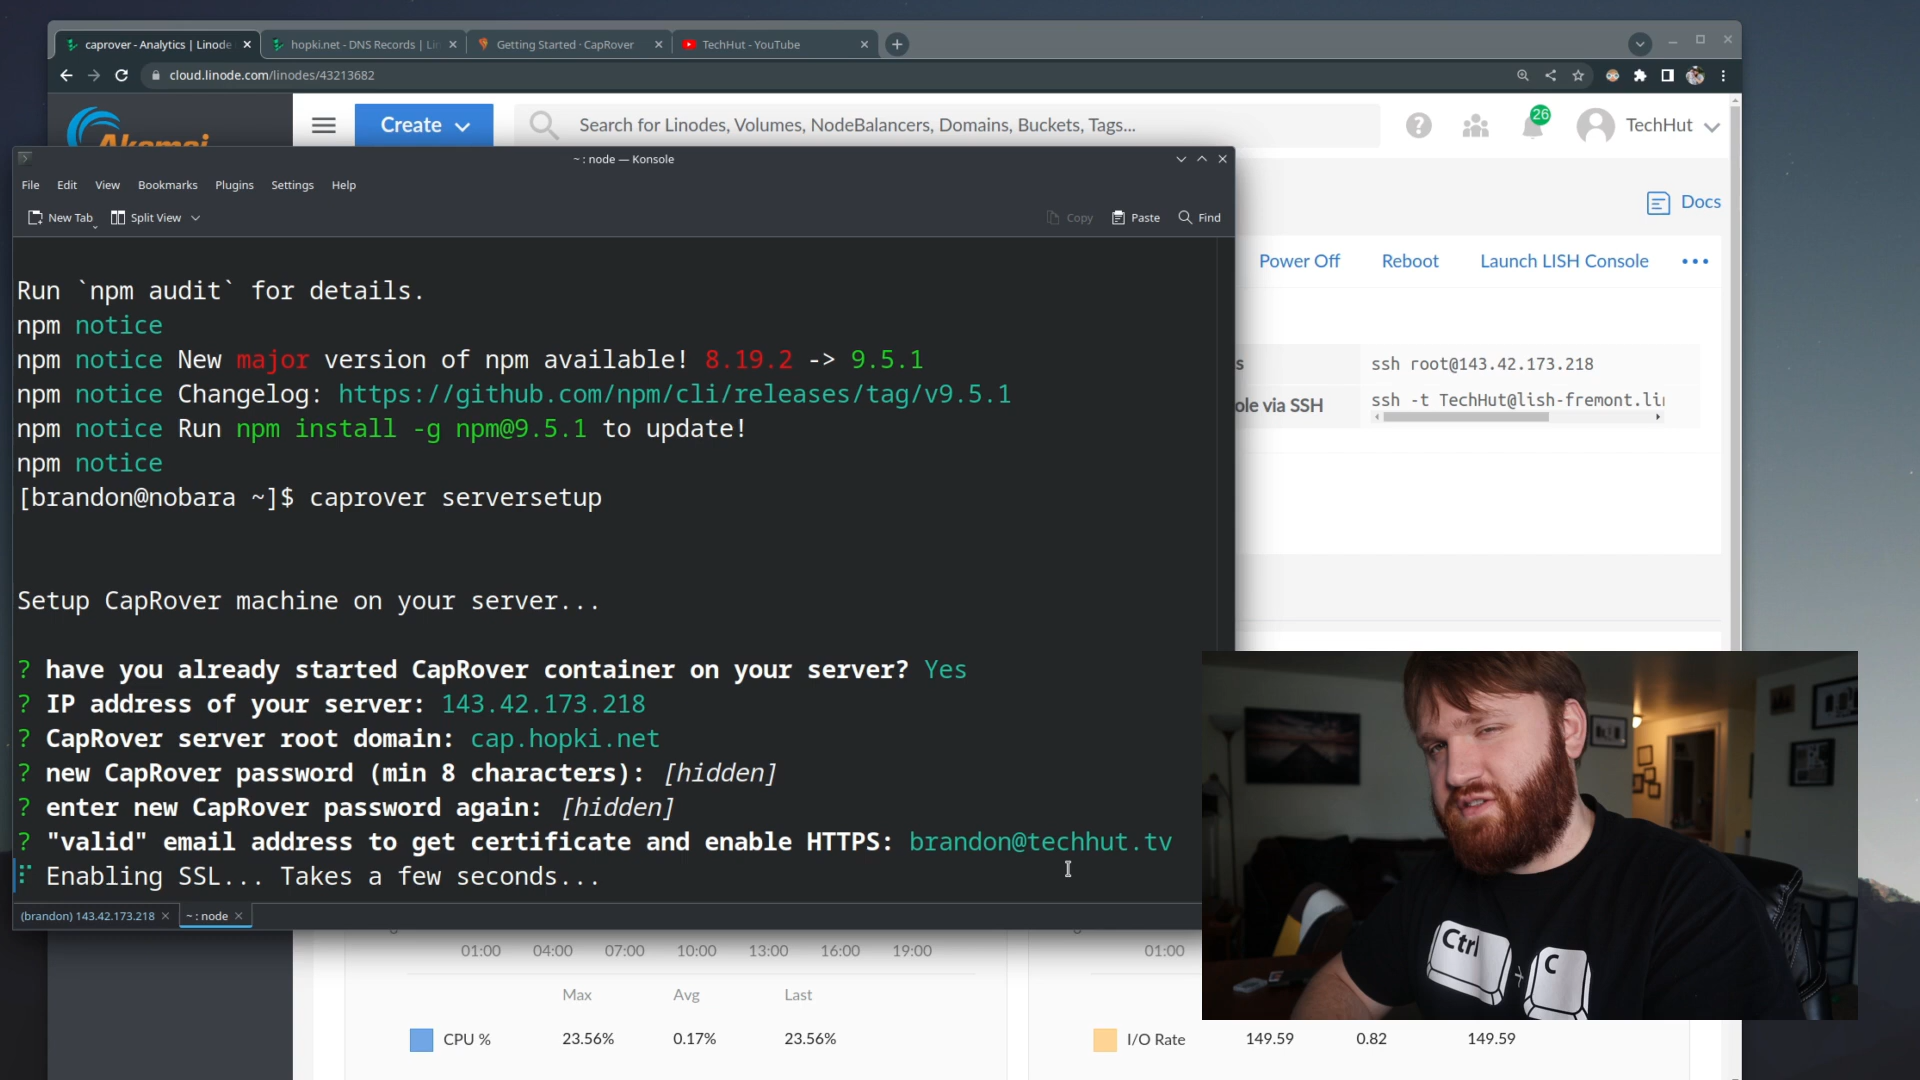 caprover - Analytics | Linode
hopki.net - DNS Records | Li
Getting Started · CapRover
TechHut - YouTube
cloud.linode.com/linodes/43213682
Akamai
Create
Search for Linodes, Volumes, NodeBalancers, Domains, Buckets, Tags...
26
TechHut
~ : node — Konsole
File Edit View Bookmarks Plugins Settings Help
New Tab Split View Copy Paste Find
Docs
Power Off Reboot Launch LISH Console
Run `npm audit` for details.
npm notice
npm notice New major version of npm available! 8.19.2 -> 9.5.1
npm notice Changelog: https://github.com/npm/cli/releases/tag/v9.5.1
npm notice Run npm install -g npm@9.5.1 to update!
npm notice
[brandon@nobara ~]$ caprover serversetup
Setup CapRover machine on your server...
? have you already started CapRover container on your server? Yes
? IP address of your server: 143.42.173.218
? CapRover server root domain: cap.hopki.net
? new CapRover password (min 8 characters): [hidden]
? enter new CapRover password again: [hidden]
? "valid" email address to get certificate and enable HTTPS: brandon@techhut.tv
Enabling SSL... Takes a few seconds...
(brandon) 143.42.173.218
~ : node
s ssh root@143.42.173.218
ole via SSH ssh -t TechHut@lish-fremont.li
01:00 04:00 07:00 10:00 13:00 16:00 19:00
01:00
Max Avg Last
CPU % 23.56% 0.17% 23.56%
I/O Rate 149.59 0.82 149.59
Ctrl + C